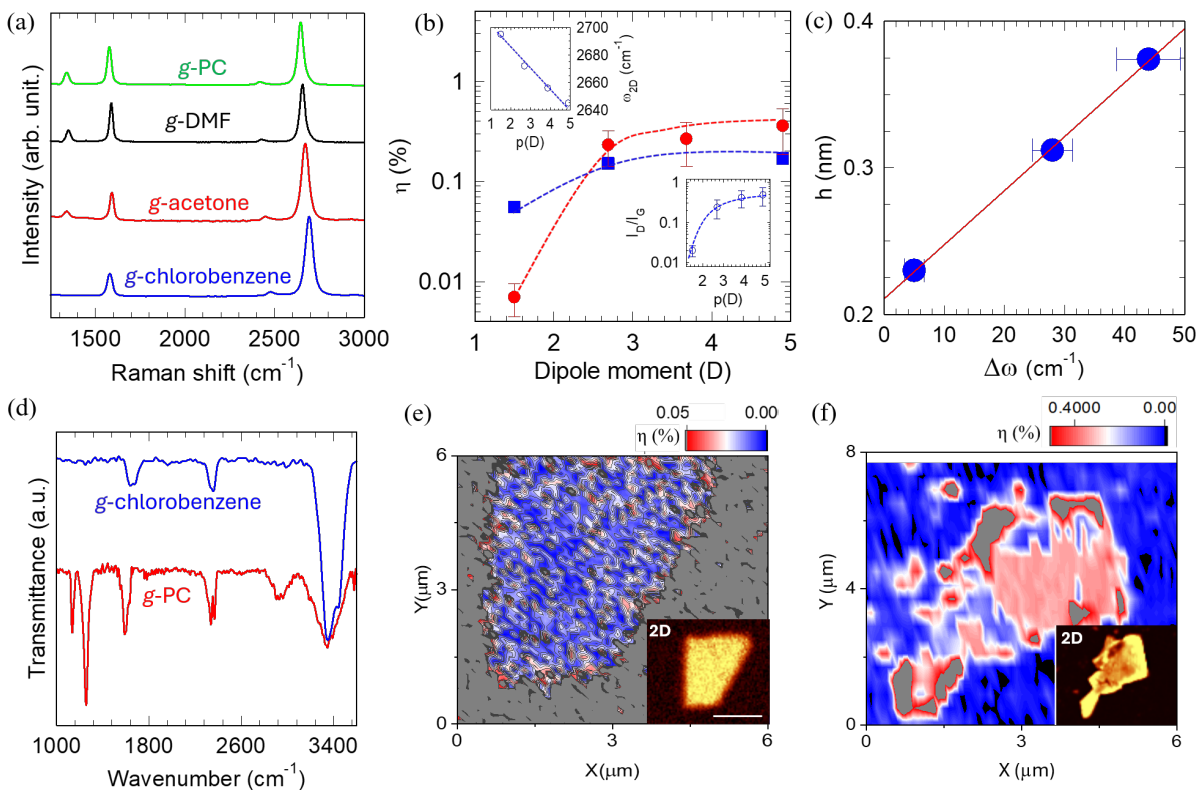 (a)
g-PC
g-DMF
g-acetone
g-chlorobenzene
Intensity (arb. unit.)
1500 2000 2500 3000
Raman shift (cm-1)
(b)
1
0.1
0.01
η (%)
1 2 3 4 5
Dipole moment (D)
2700
2680
2660
2640
ω2D (cm-1)
1 2 3 4 5
p(D)
1
0.1
0.01
ID/IG
2 3 4 5
p(D)
(c)
0.4
0.3
0.2
h (nm)
0 10 20 30 40 50
Δω (cm-1)
(d)
g-chlorobenzene
g-PC
Transmittance (a.u.)
1000 1800 2600 3400
Wavenumber (cm-1)
(e)
0.05 0.00
η (%)
6
3
0
Y(μm)
2D
0 3 6
X(μm)
(f)
0.4000 0.00
η (%)
8
4
0
Y (μm)
2D
0 3 6
X (μm)